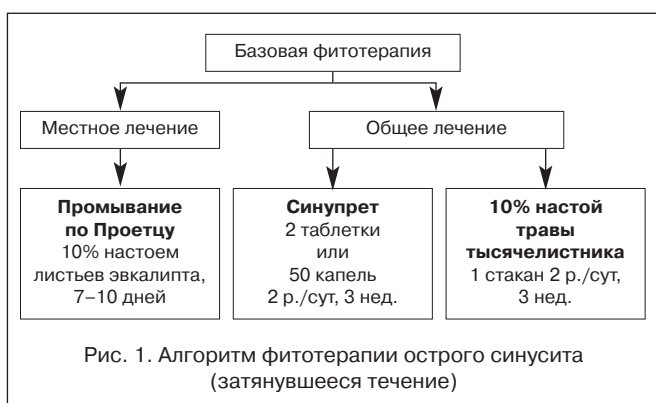 Базовая фитотерапия
Местное лечение
Общее лечение
Промывание
по Проетцу
10% настоем
листьев эвкалипта,
7–10 дней
Синупрет
2 таблетки
или
50 капель
2 р./сут, 3 нед.
10% настой
травы
тысячелистника
1 стакан 2 р./сут,
3 нед.
Рис. 1. Алгоритм фитотерапии острого синусита
(затянувшееся течение)